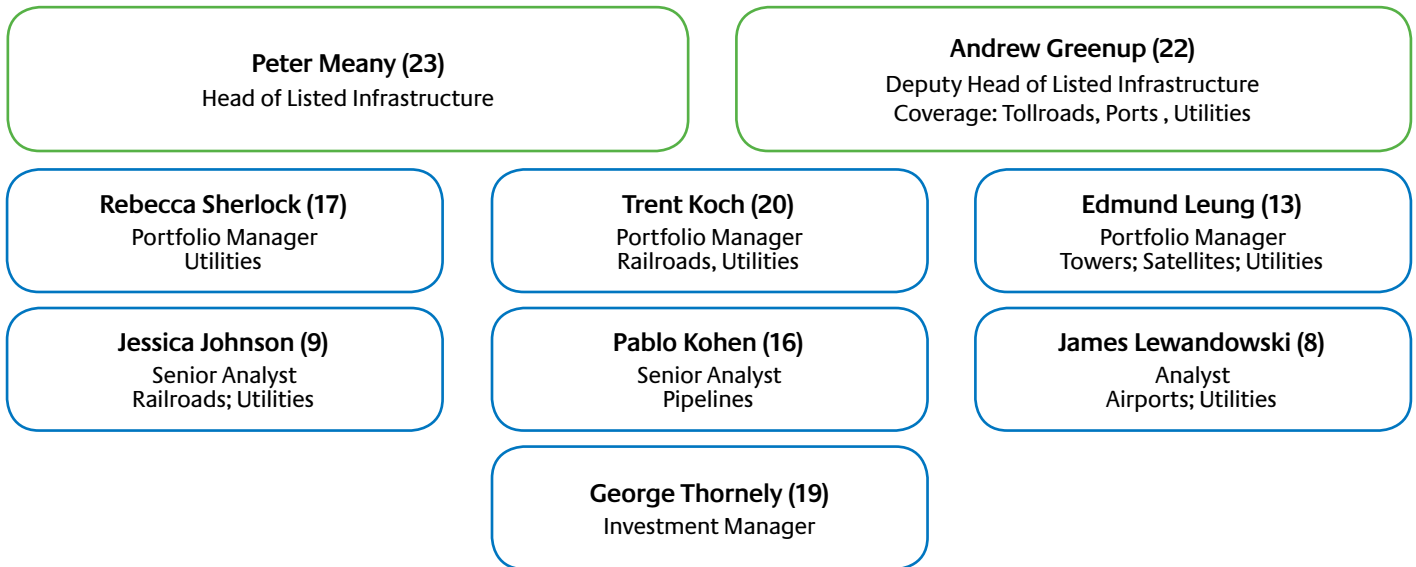 Peter Meany (23)
Head of Listed Infrastructure
Andrew Greenup (22)
Deputy Head of Listed Infrastructure
Coverage: Tollroads, Ports , Utilities
Rebecca Sherlock (17)
Portfolio Manager
Utilities
Trent Koch (20)
Portfolio Manager
Railroads, Utilities
Edmund Leung (13)
Portfolio Manager
Towers; Satellites; Utilities
Jessica Johnson (9)
Senior Analyst
Railroads; Utilities
Pablo Kohen (16)
Senior Analyst
Pipelines
James Lewandowski (8)
Analyst
Airports; Utilities
George Thornely (19)
Investment Manager